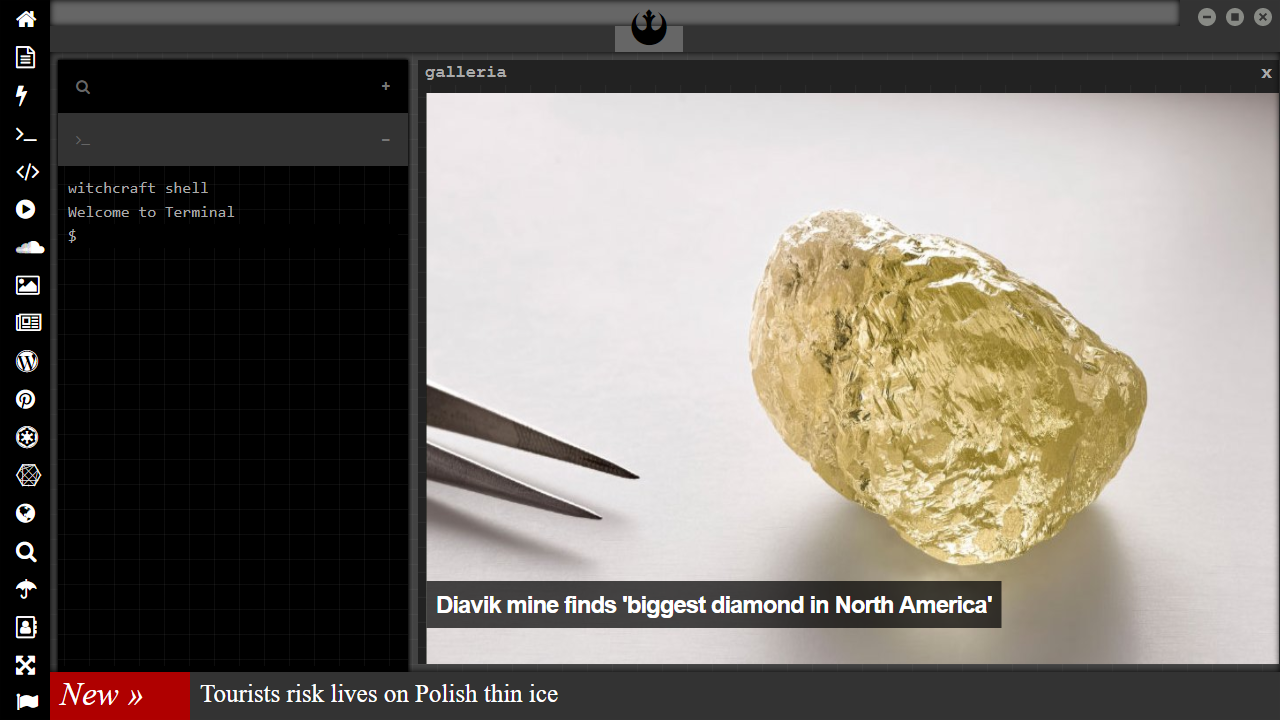 galleria
x
+
>_
−
witchcraft shell
Welcome to Terminal
$
Diavik mine finds 'biggest diamond in North America'
New »
Tourists risk lives on Polish thin ice